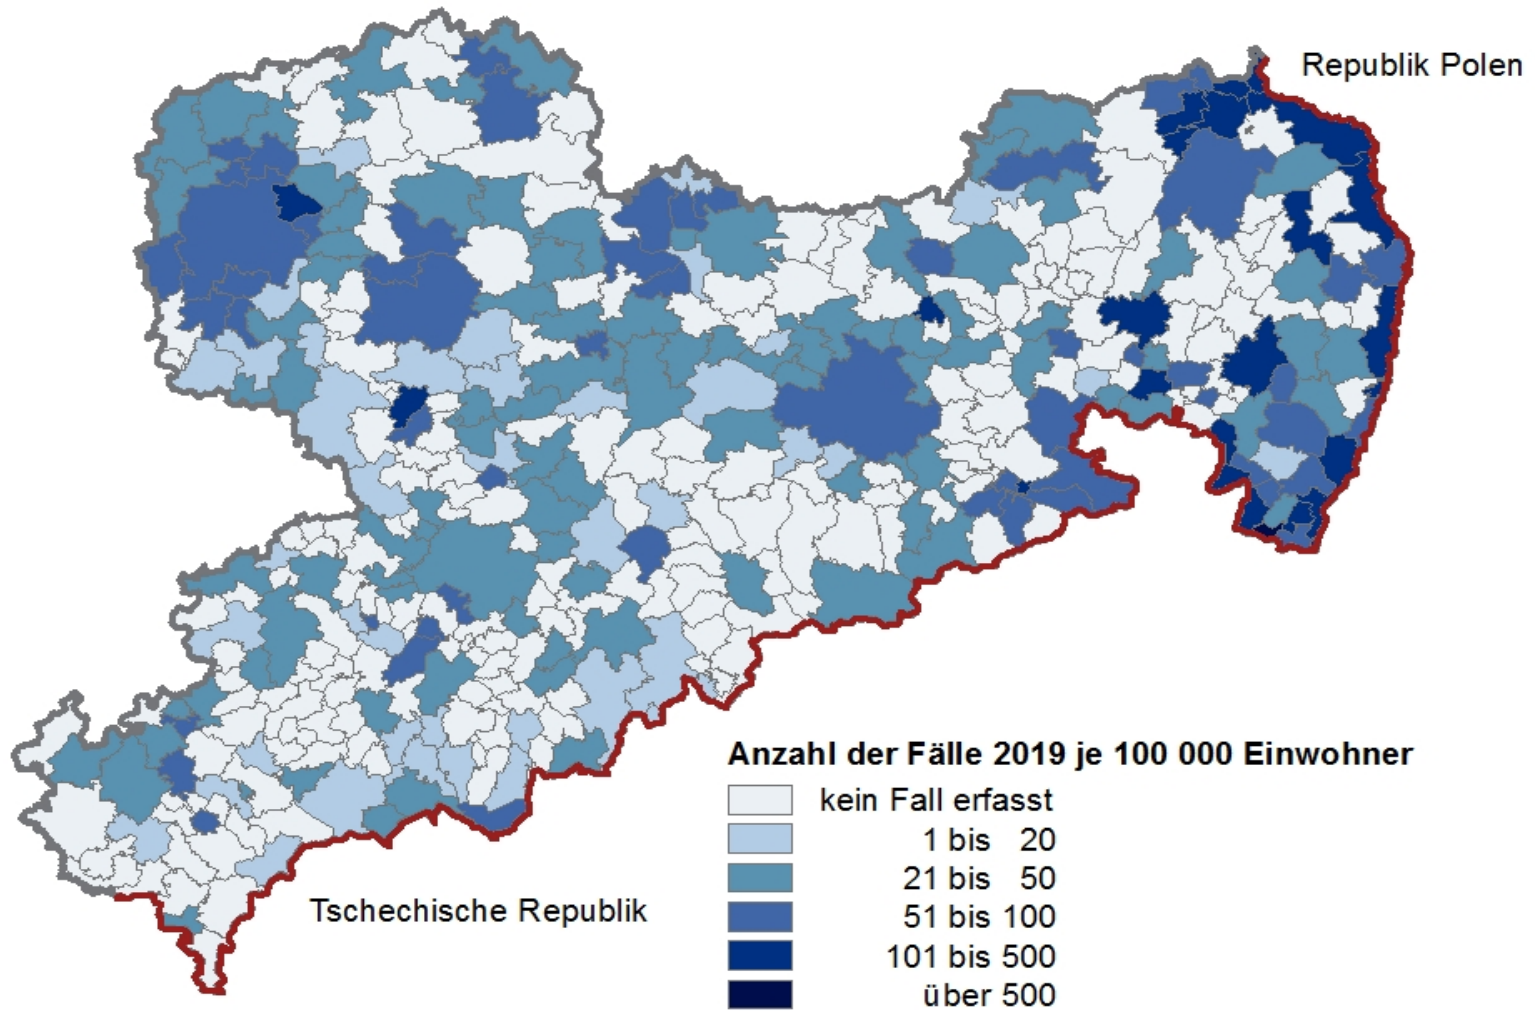 Republik Polen
Anzahl der Fälle 2019 je 100 000 Einwohner
kein Fall erfasst
1 bis 20
21 bis 50
51 bis 100
101 bis 500
über 500
Tschechische Republik